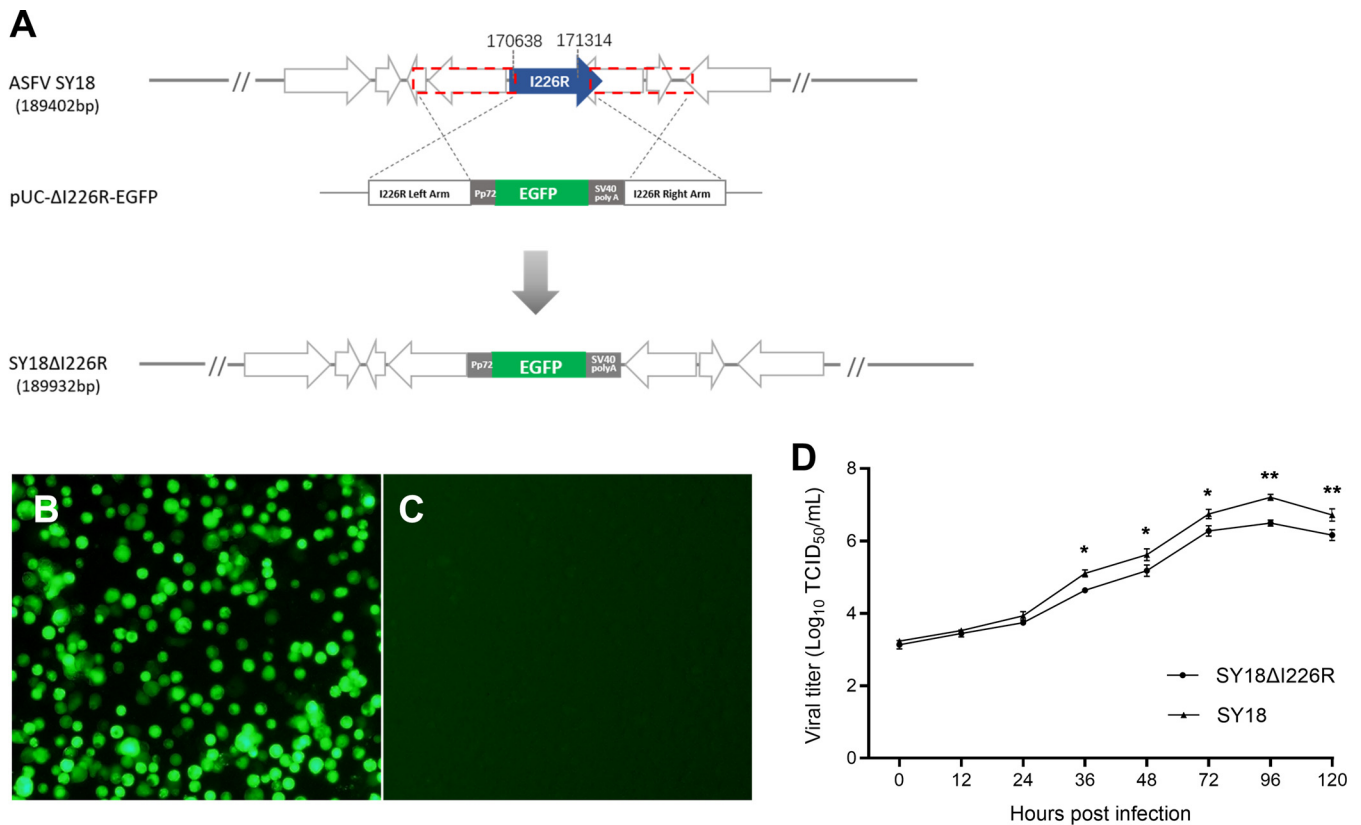 A
170638 171314
ASFV SY18
(189402bp)
//
I226R
//
pUC-ΔI226R-EGFP
I226R Left Arm
Pp72
EGFP
SV40
poly A
I226R Right Arm
SY18ΔI226R
(189932bp)
//
Pp72
EGFP
SV40
polyA
//
B
C
D
Viral titer (Log10 TCID50/mL)
8
6
4
2
0
*
*
*
**
**
SY18ΔI226R
SY18
0 12 24 36 48 72 96 120
Hours post infection